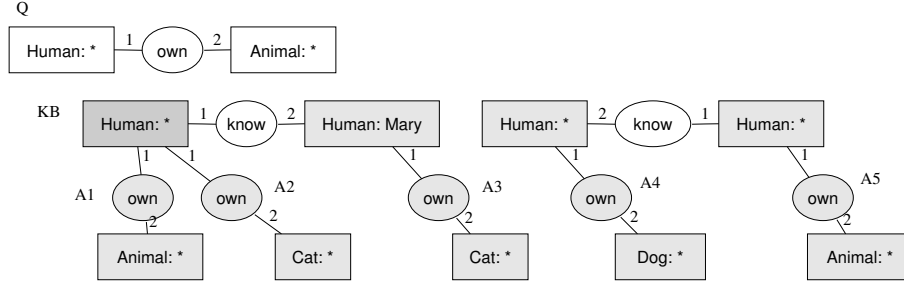 Q
Human: * 1 own 2 Animal: *
KB Human: * 1 know 2 Human: Mary Human: * 2 know 1 Human: *
1 1 1 1 1
A1 own own A2 own A3 own A4 own A5
2 2 2 2 2
Animal: * Cat: * Cat: * Dog: * Animal: *